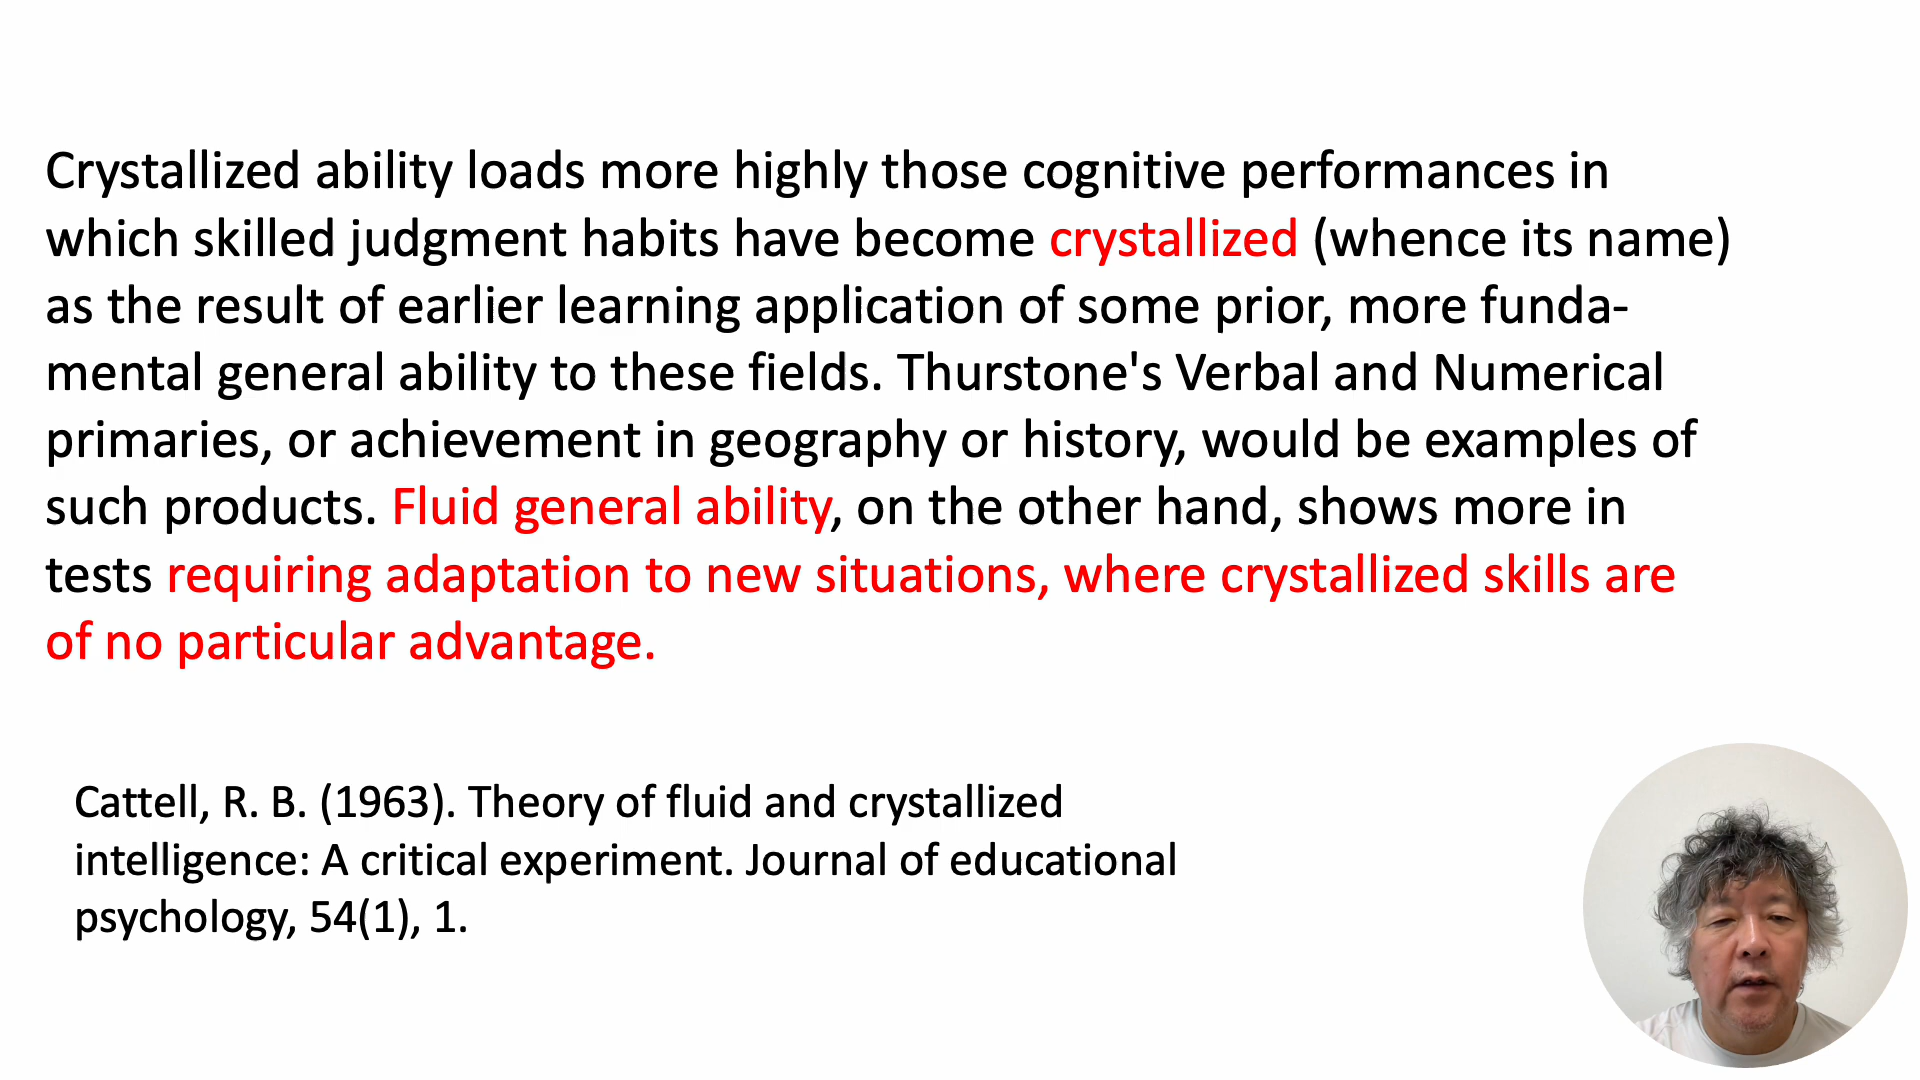 Crystallized ability loads more highly those cognitive performances in
which skilled judgment habits have become crystallized (whence its name)
as the result of earlier learning application of some prior, more funda-
mental general ability to these fields. Thurstone's Verbal and Numerical
primaries, or achievement in geography or history, would be examples of
such products. Fluid general ability, on the other hand, shows more in
tests requiring adaptation to new situations, where crystallized skills are
of no particular advantage.
Cattell, R. B. (1963). Theory of fluid and crystallized
intelligence: A critical experiment. Journal of educational
psychology, 54(1), 1.